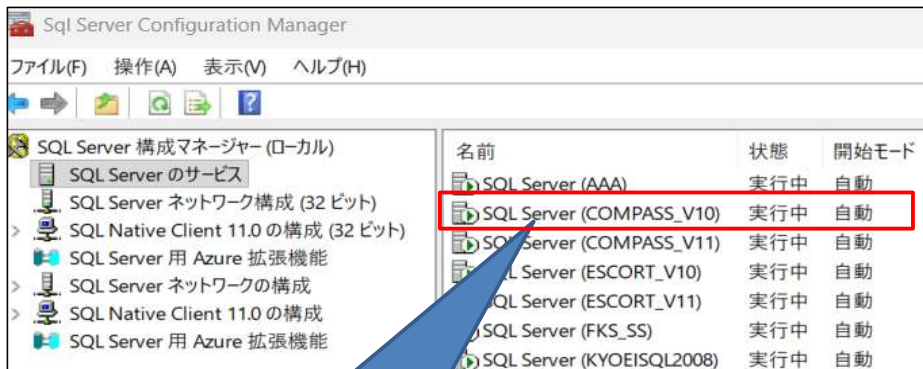 Sql Server Configuration Manager
ファイル(F) 操作(A) 表示(V) ヘルプ(H)
SQL Server 構成マネージャー (ローカル)
SQL Server のサービス
SQL Server ネットワーク構成 (32 ビット)
SQL Native Client 11.0 の構成 (32 ビット)
SQL Server 用 Azure 拡張機能
SQL Server ネットワークの構成
SQL Native Client 11.0 の構成
SQL Server 用 Azure 拡張機能
名前 状態 開始モード
SQL Server (AAA) 実行中 自動
SQL Server (COMPASS_V10) 実行中 自動
SQL Server (COMPASS_V11) 実行中 自動
SQL Server (ESCORT_V10) 実行中 自動
SQL Server (ESCORT_V11) 実行中 自動
SQL Server (FKS_SS) 実行中 自動
SQL Server (KYOEISQL2008) 実行中 自動